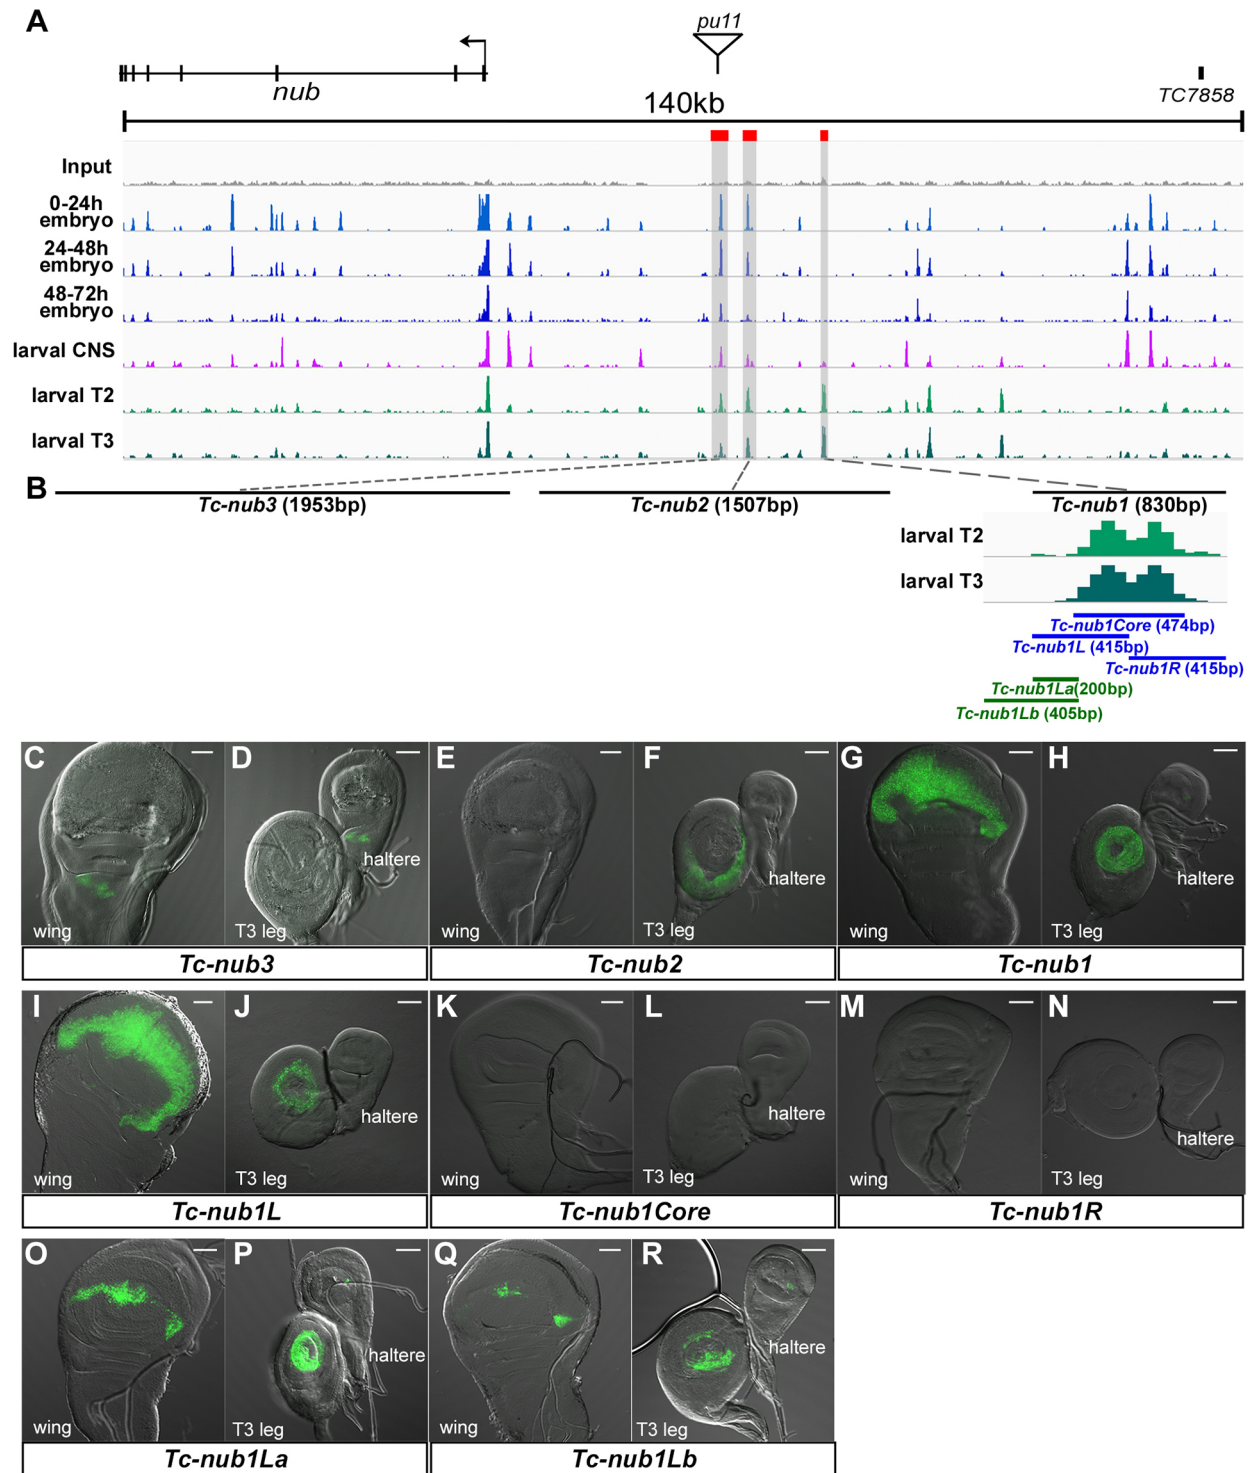 A
pu11
nub
140kb
TC7858
Input
0-24h
embryo
24-48h
embryo
48-72h
embryo
larval CNS
larval T2
larval T3
B
Tc-nub3 (1953bp)
Tc-nub2 (1507bp)
Tc-nub1 (830bp)
larval T2
larval T3
Tc-nub1Core (474bp)
Tc-nub1L (415bp)
Tc-nub1R (415bp)
Tc-nub1La(200bp)
Tc-nub1Lb (405bp)
C D E F G H
haltere haltere haltere
wing T3 leg wing T3 leg wing T3 leg
Tc-nub3 Tc-nub2 Tc-nub1
I J K L M N
haltere haltere haltere
wing T3 leg wing T3 leg wing T3 leg
Tc-nub1L Tc-nub1Core Tc-nub1R
O P Q R
haltere haltere
wing T3 leg wing T3 leg
Tc-nub1La Tc-nub1Lb